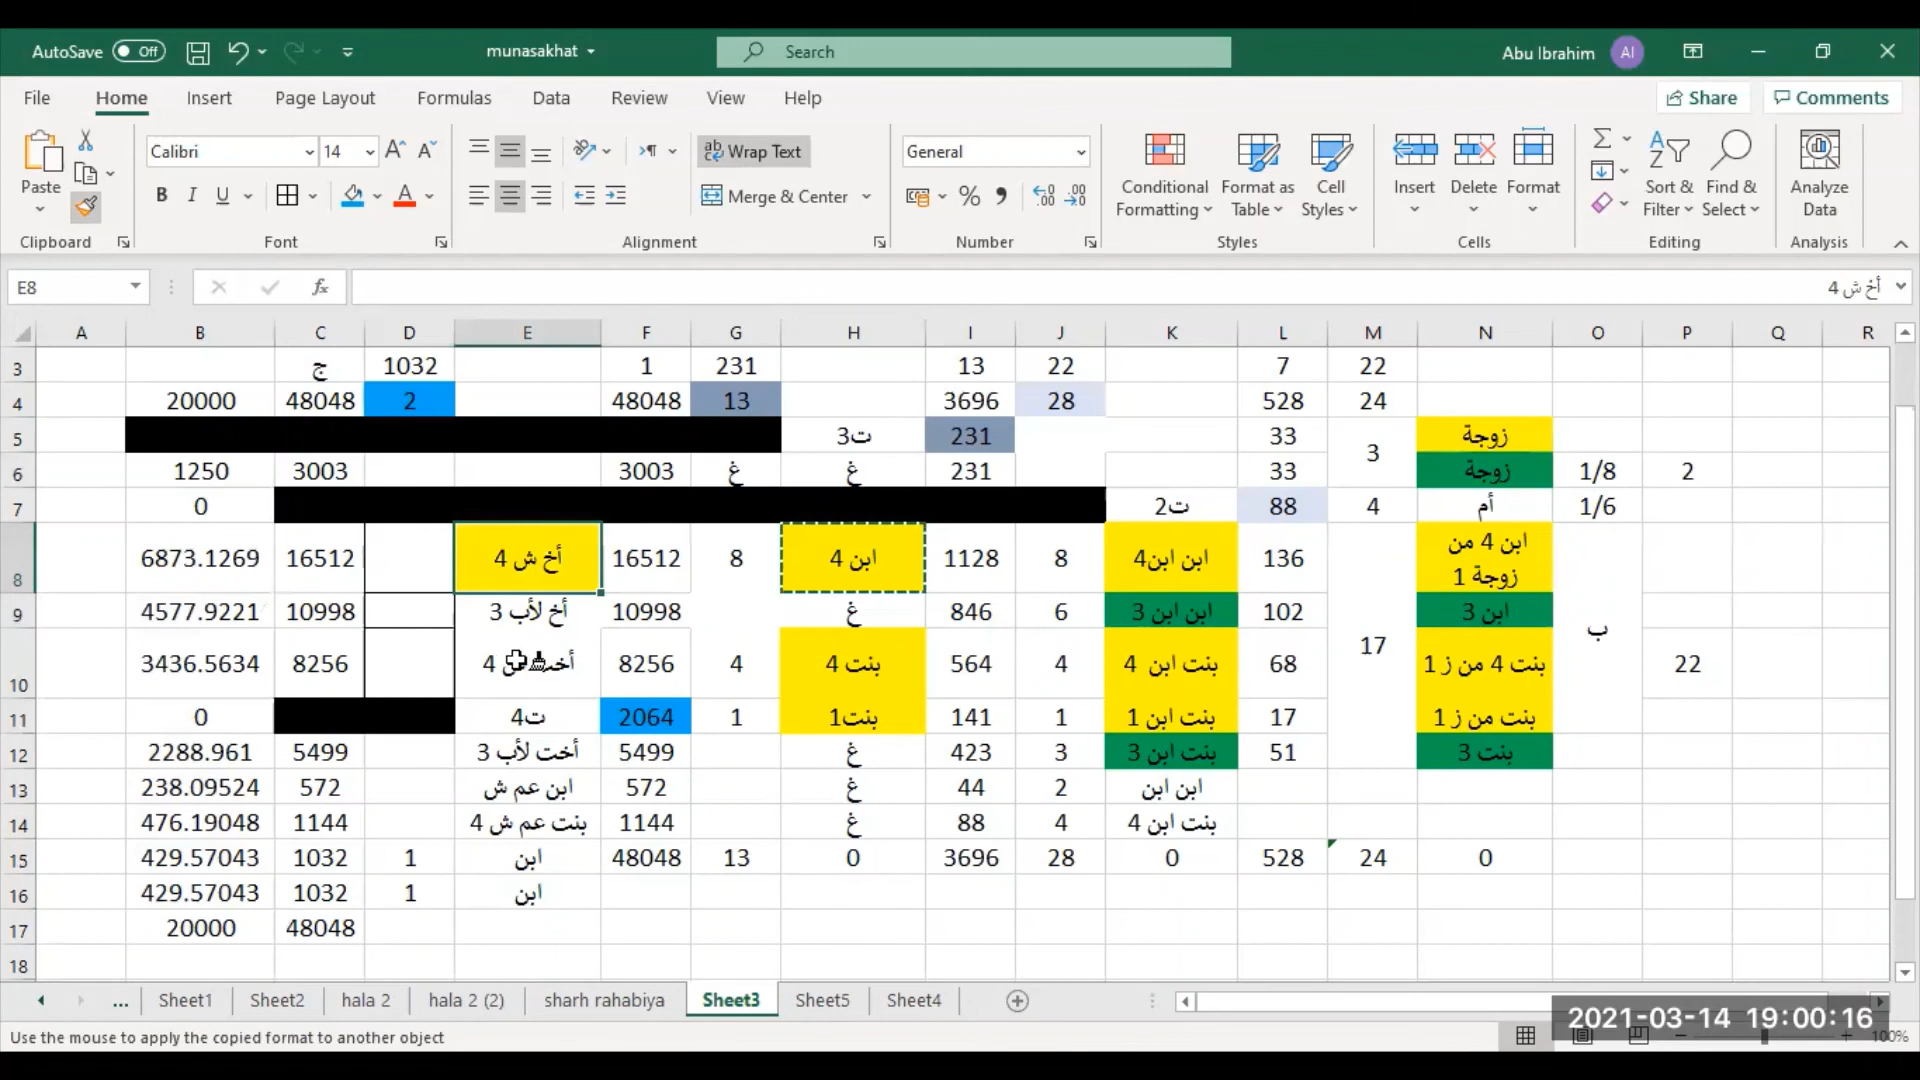 AutoSave Off munasakhat Search Abu Ibrahim AI
File Home Insert Page Layout Formulas Data Review View Help Share Comments
Paste Calibri 14 B I U Wrap Text Merge & Center General Conditional Formatting Format as Table Cell Styles Insert Delete Format Sort & Filter Find & Select Analyze Data
Clipboard Font Alignment Number Styles Cells Editing Analysis
E8 fx أخ ش 4
A B C D E F G H I J K L M N O P Q R
3 ج 1032 1 231 13 22 7 22
4 20000 48048 2 48048 13 3696 28 528 24
5 ت3 231 33 3 زوجة
6 1250 3003 3003 غ غ 231 33 زوجة 1/8 2
7 0 ت2 88 4 أم 1/6
8 6873.1269 16512 أخ ش 4 16512 8 ابن 4 1128 8 ابن ابن4 136 ابن 4 من زوجة 1
9 4577.9221 10998 أخ لأب 3 10998 غ 846 6 ابن ابن 3 102 ابن 3 ب
10 3436.5634 8256 4 8256 4 بنت 4 564 4 بنت ابن 4 68 17 بنت 4 من ز 1 22
11 0 ت4 2064 1 بنت1 141 1 بنت ابن 1 17 بنت من ز 1
12 2288.961 5499 أخت لأب 3 5499 غ 423 3 بنت ابن 3 51 بنت 3
13 238.09524 572 ابن عم ش 572 غ 44 2 ابن ابن
14 476.19048 1144 بنت عم ش 4 1144 غ 88 4 بنت ابن 4
15 429.57043 1032 1 ابن 48048 13 0 3696 28 0 528 24 0
16 429.57043 1032 1 ابن
17 20000 48048
18
... Sheet1 Sheet2 hala 2 hala 2 (2) sharh rahabiya Sheet3 Sheet5 Sheet4
2021-03-14 19:00:16
Use the mouse to apply the copied format to another object 100%